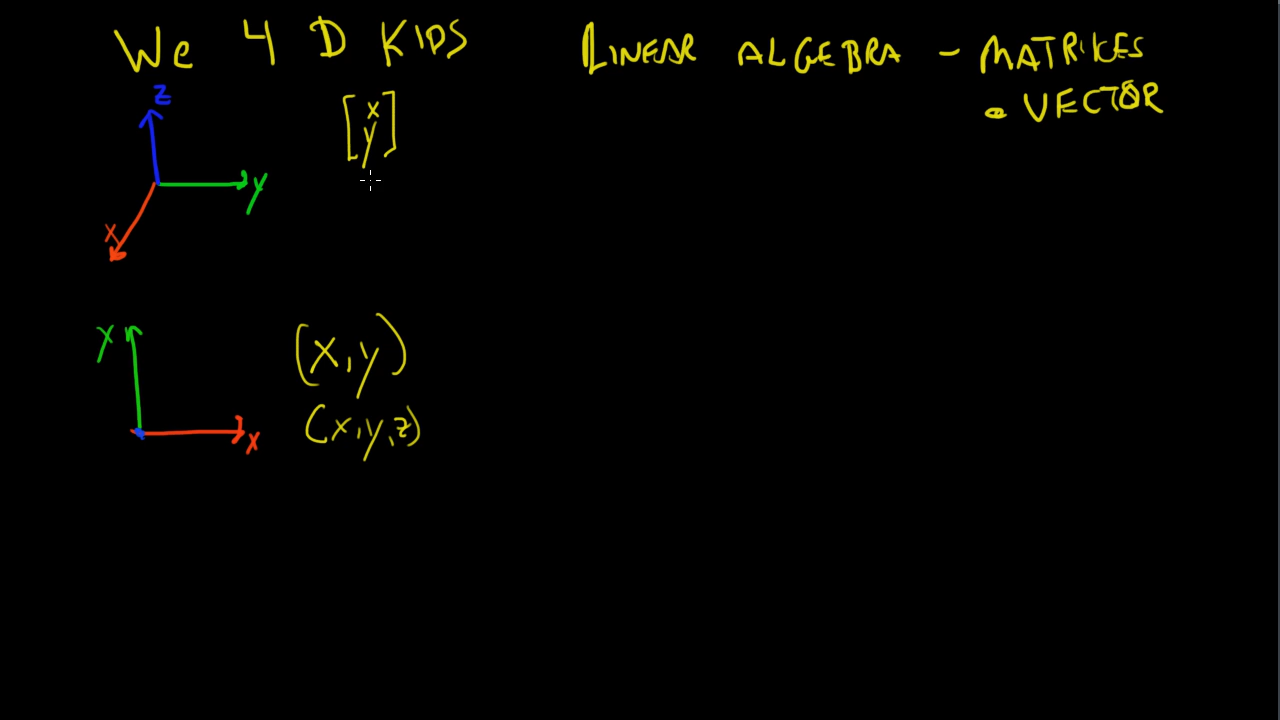 We 4 D KIDS
LINEAR ALGEBRA - MATRICES
• VECTOR
z
[x
y]
y
x
y
(x,y)
x
(x,y,z)